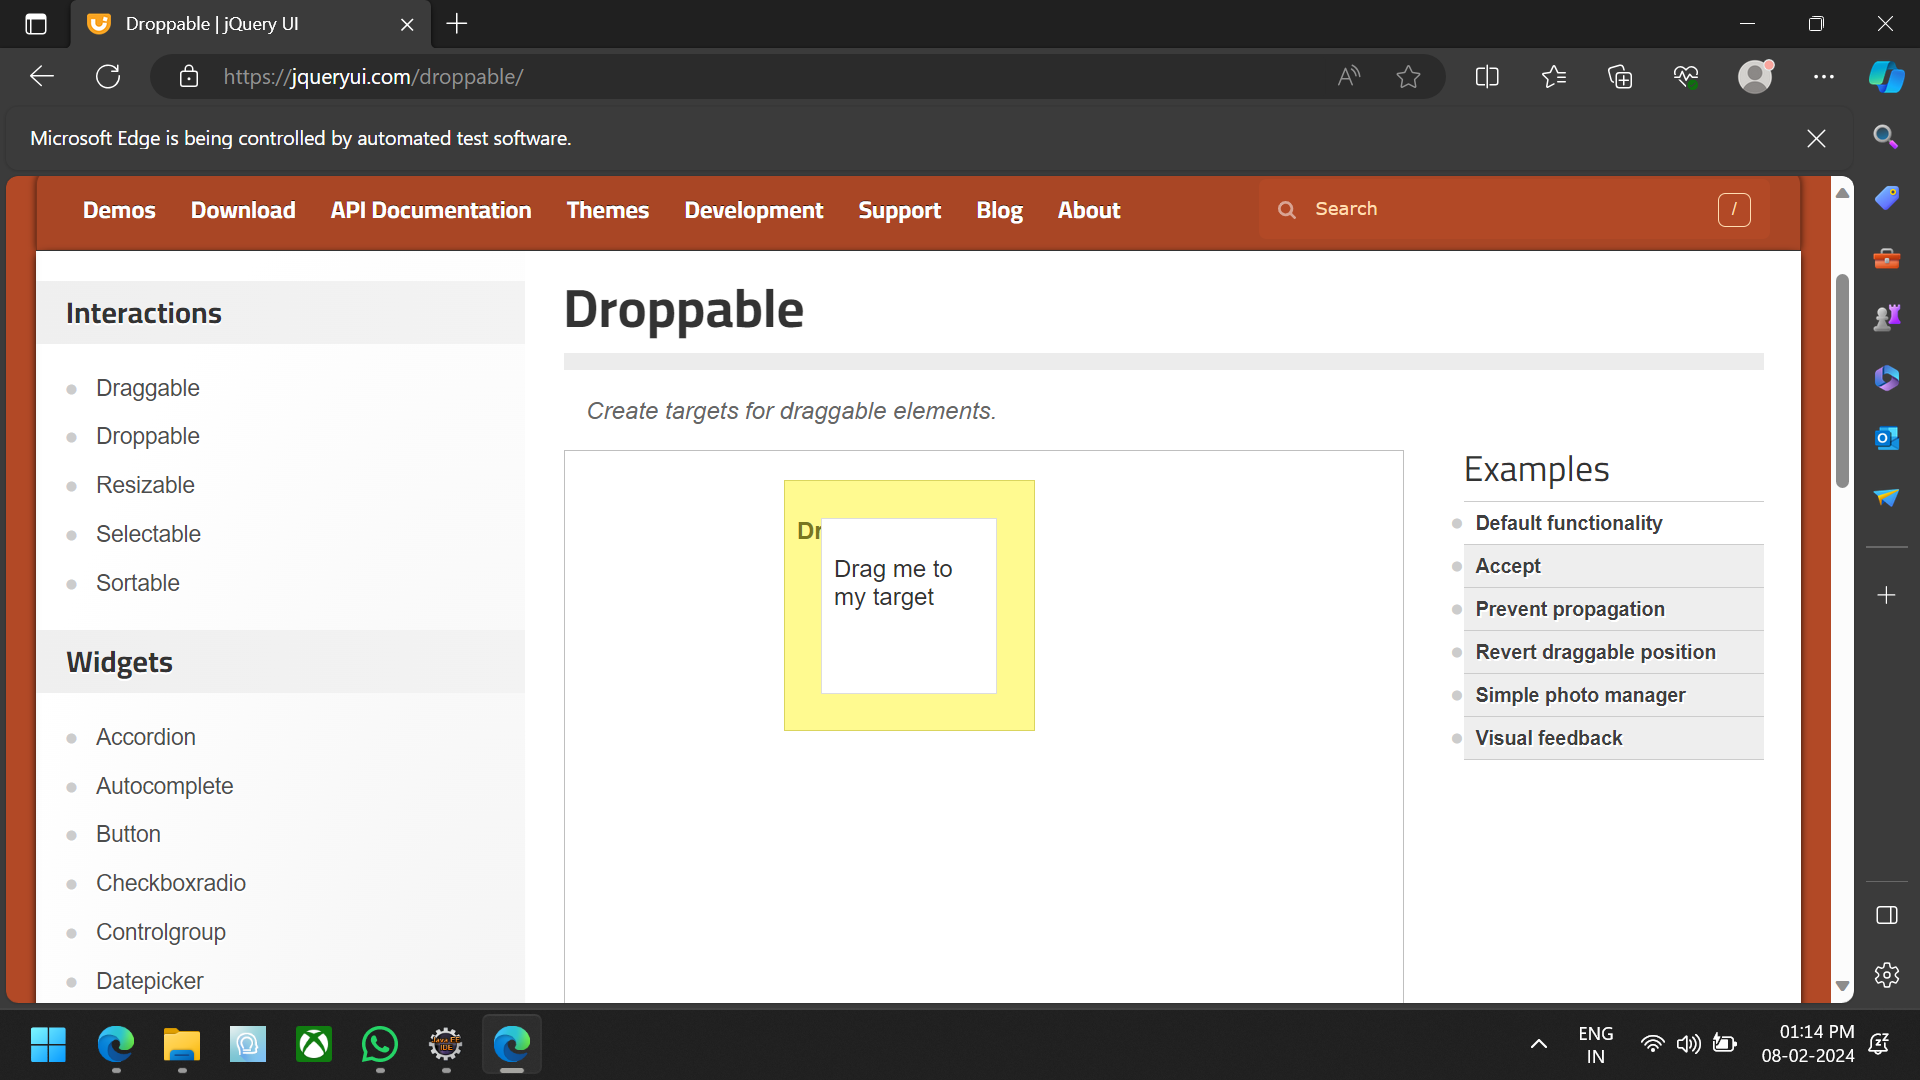 Droppable | jQuery UI
https://jqueryui.com/droppable/
Microsoft Edge is being controlled by automated test software.
Demos Download API Documentation Themes Development Support Blog About Search /
Interactions
Draggable
Droppable
Resizable
Selectable
Sortable
Widgets
Accordion
Autocomplete
Button
Checkboxradio
Controlgroup
Datepicker
Droppable
Create targets for draggable elements.
Dr
Drag me to
my target
Examples
Default functionality
Accept
Prevent propagation
Revert draggable position
Simple photo manager
Visual feedback
ENG
IN
01:14 PM
08-02-2024